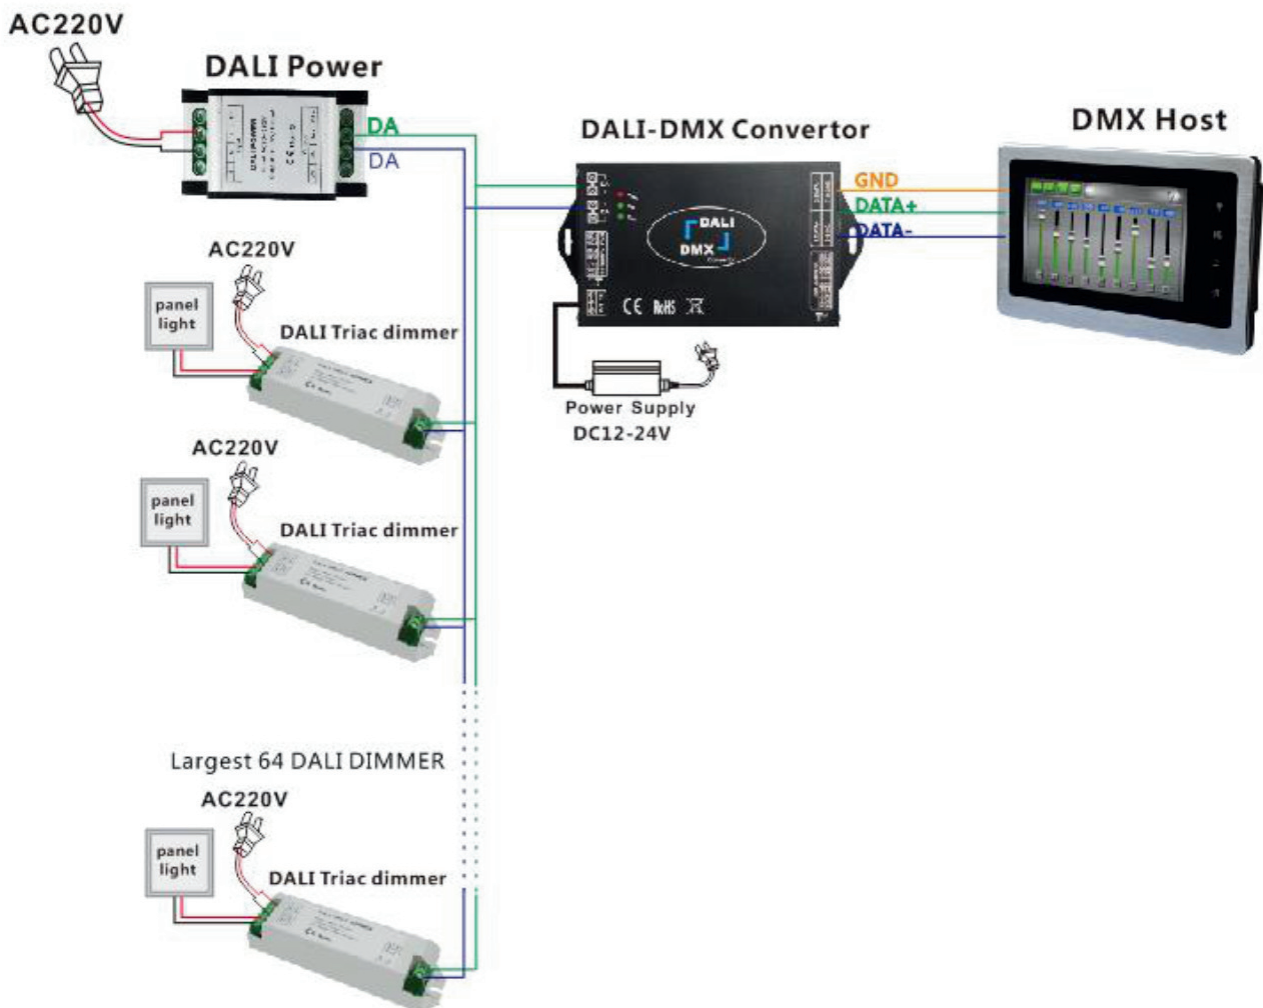 AC220V
DALI Power
DA
DA
DALI-DMX Convertor
DALI
DMX
CE RoHS
GND
DATA+
DATA-
DMX Host
Power Supply
DC12-24V
AC220V
panel
light
DALI Triac dimmer
AC220V
panel
light
DALI Triac dimmer
Largest 64 DALI DIMMER
AC220V
panel
light
DALI Triac dimmer